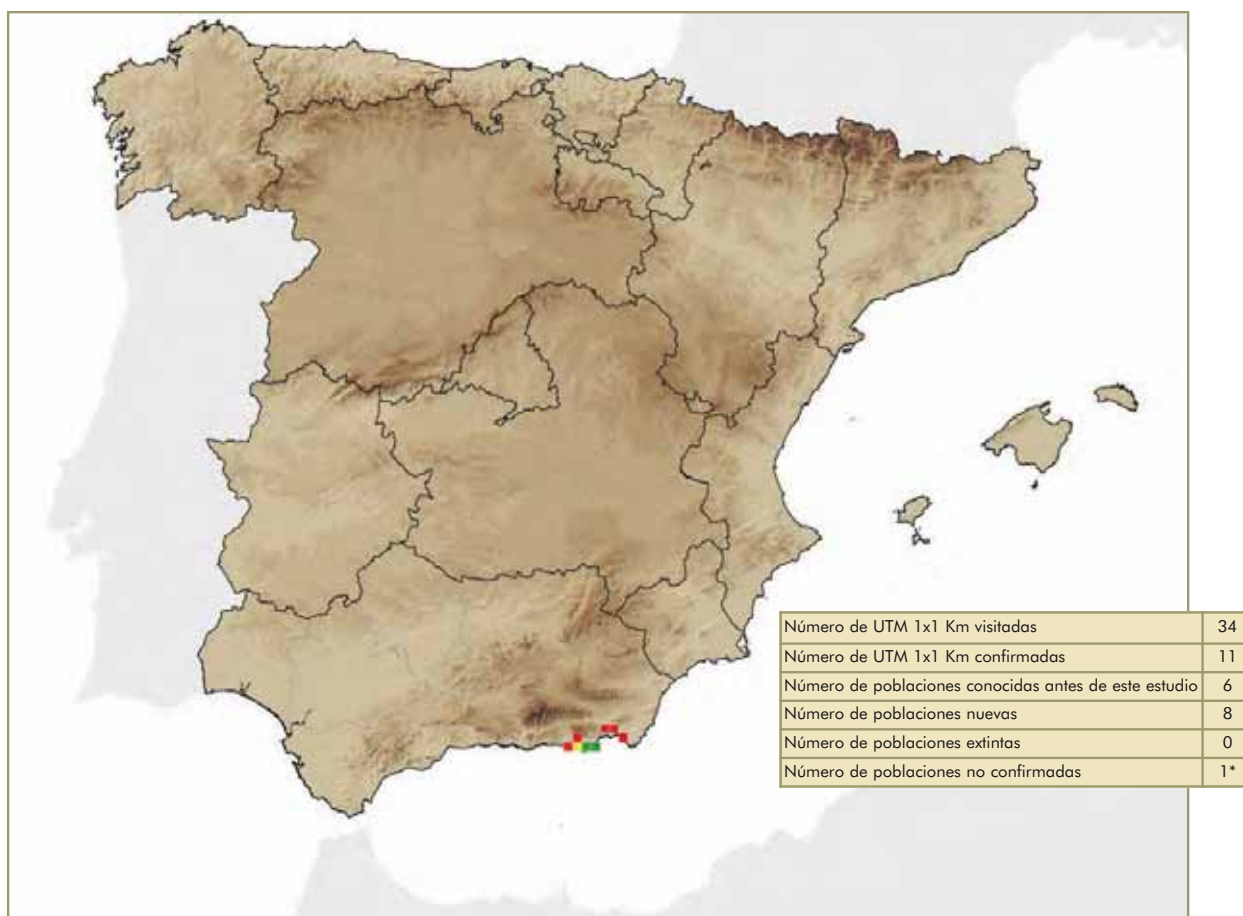 Número de UTM 1x1 Km visitadas 34
Número de UTM 1x1 Km confirmadas 11
Número de poblaciones conocidas antes de este estudio 6
Número de poblaciones nuevas 8
Número de poblaciones extintas 0
Número de poblaciones no confirmadas 1*